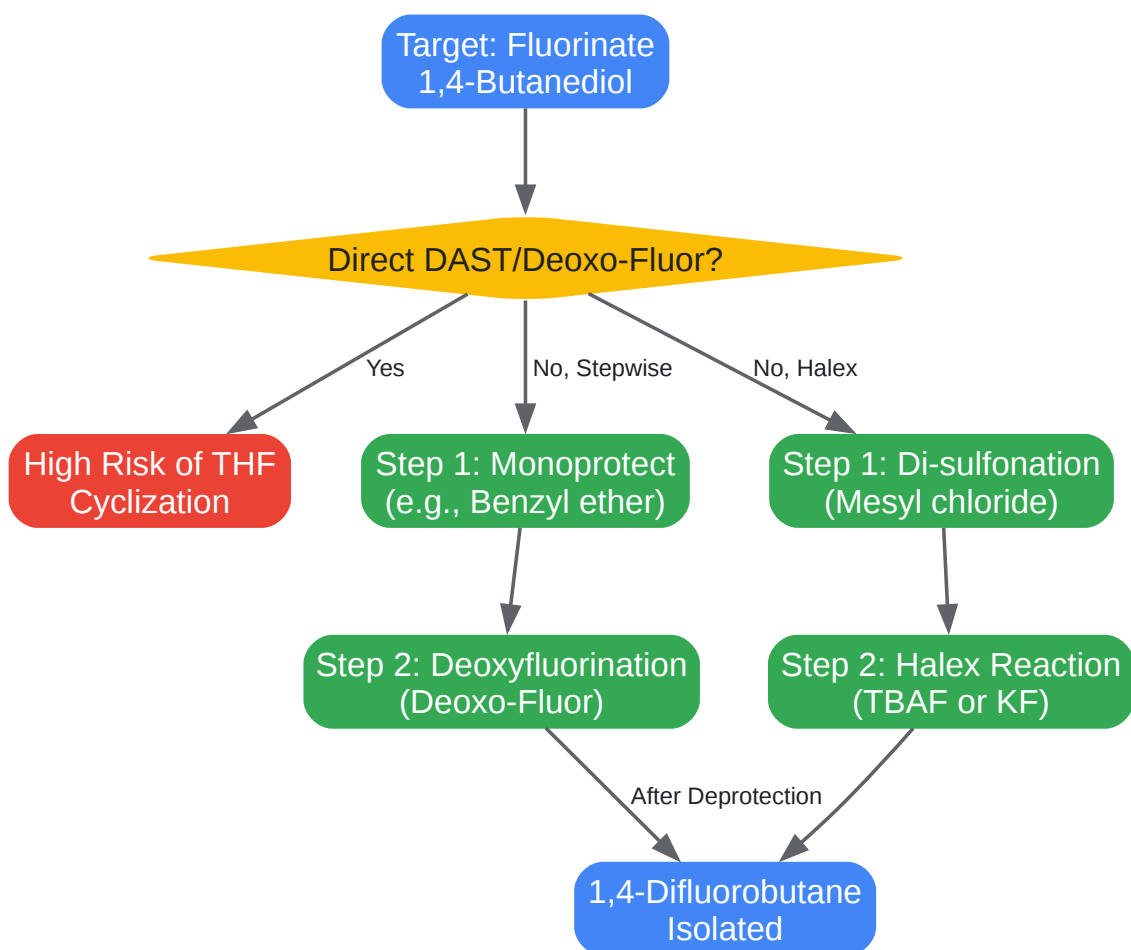 Target: Fluorinate
1,4-Butanediol
Direct DAST/Deoxo-Fluor?
Yes
No, Stepwise
No, Halex
High Risk of THF
Cyclization
Step 1: Monoprotect
(e.g., Benzyl ether)
Step 1: Di-sulfonation
(Mesyl chloride)
Step 2: Deoxyfluorination
(Deoxo-Fluor)
Step 2: Halex Reaction
(TBAF or KF)
After Deprotection
1,4-Difluorobutane
Isolated